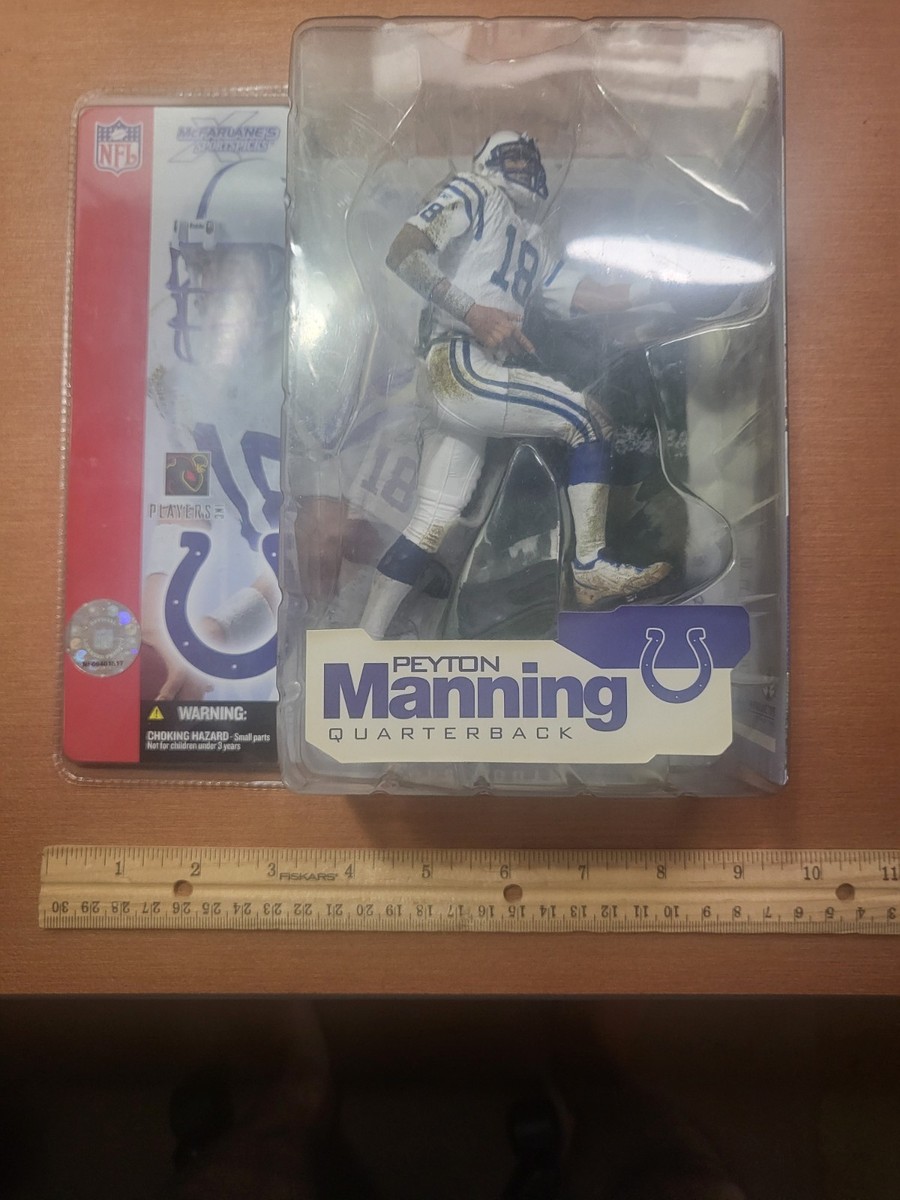 NFL
McFARLANE'S
SPORTSPICKS
8
18
18
18
PLAYERS INC
PEYTON
Manning
QUARTERBACK
WARNING:
CHOKING HAZARD - Small parts
Not for children under 3 years
1 2 3 FISKARS 4 5 6 7 8 9 10 11
30 29 28 27 26 25 24 23 22 21 20 19 18 17 16 15 14 13 12 11 10 9 8 7 6 5 4 3